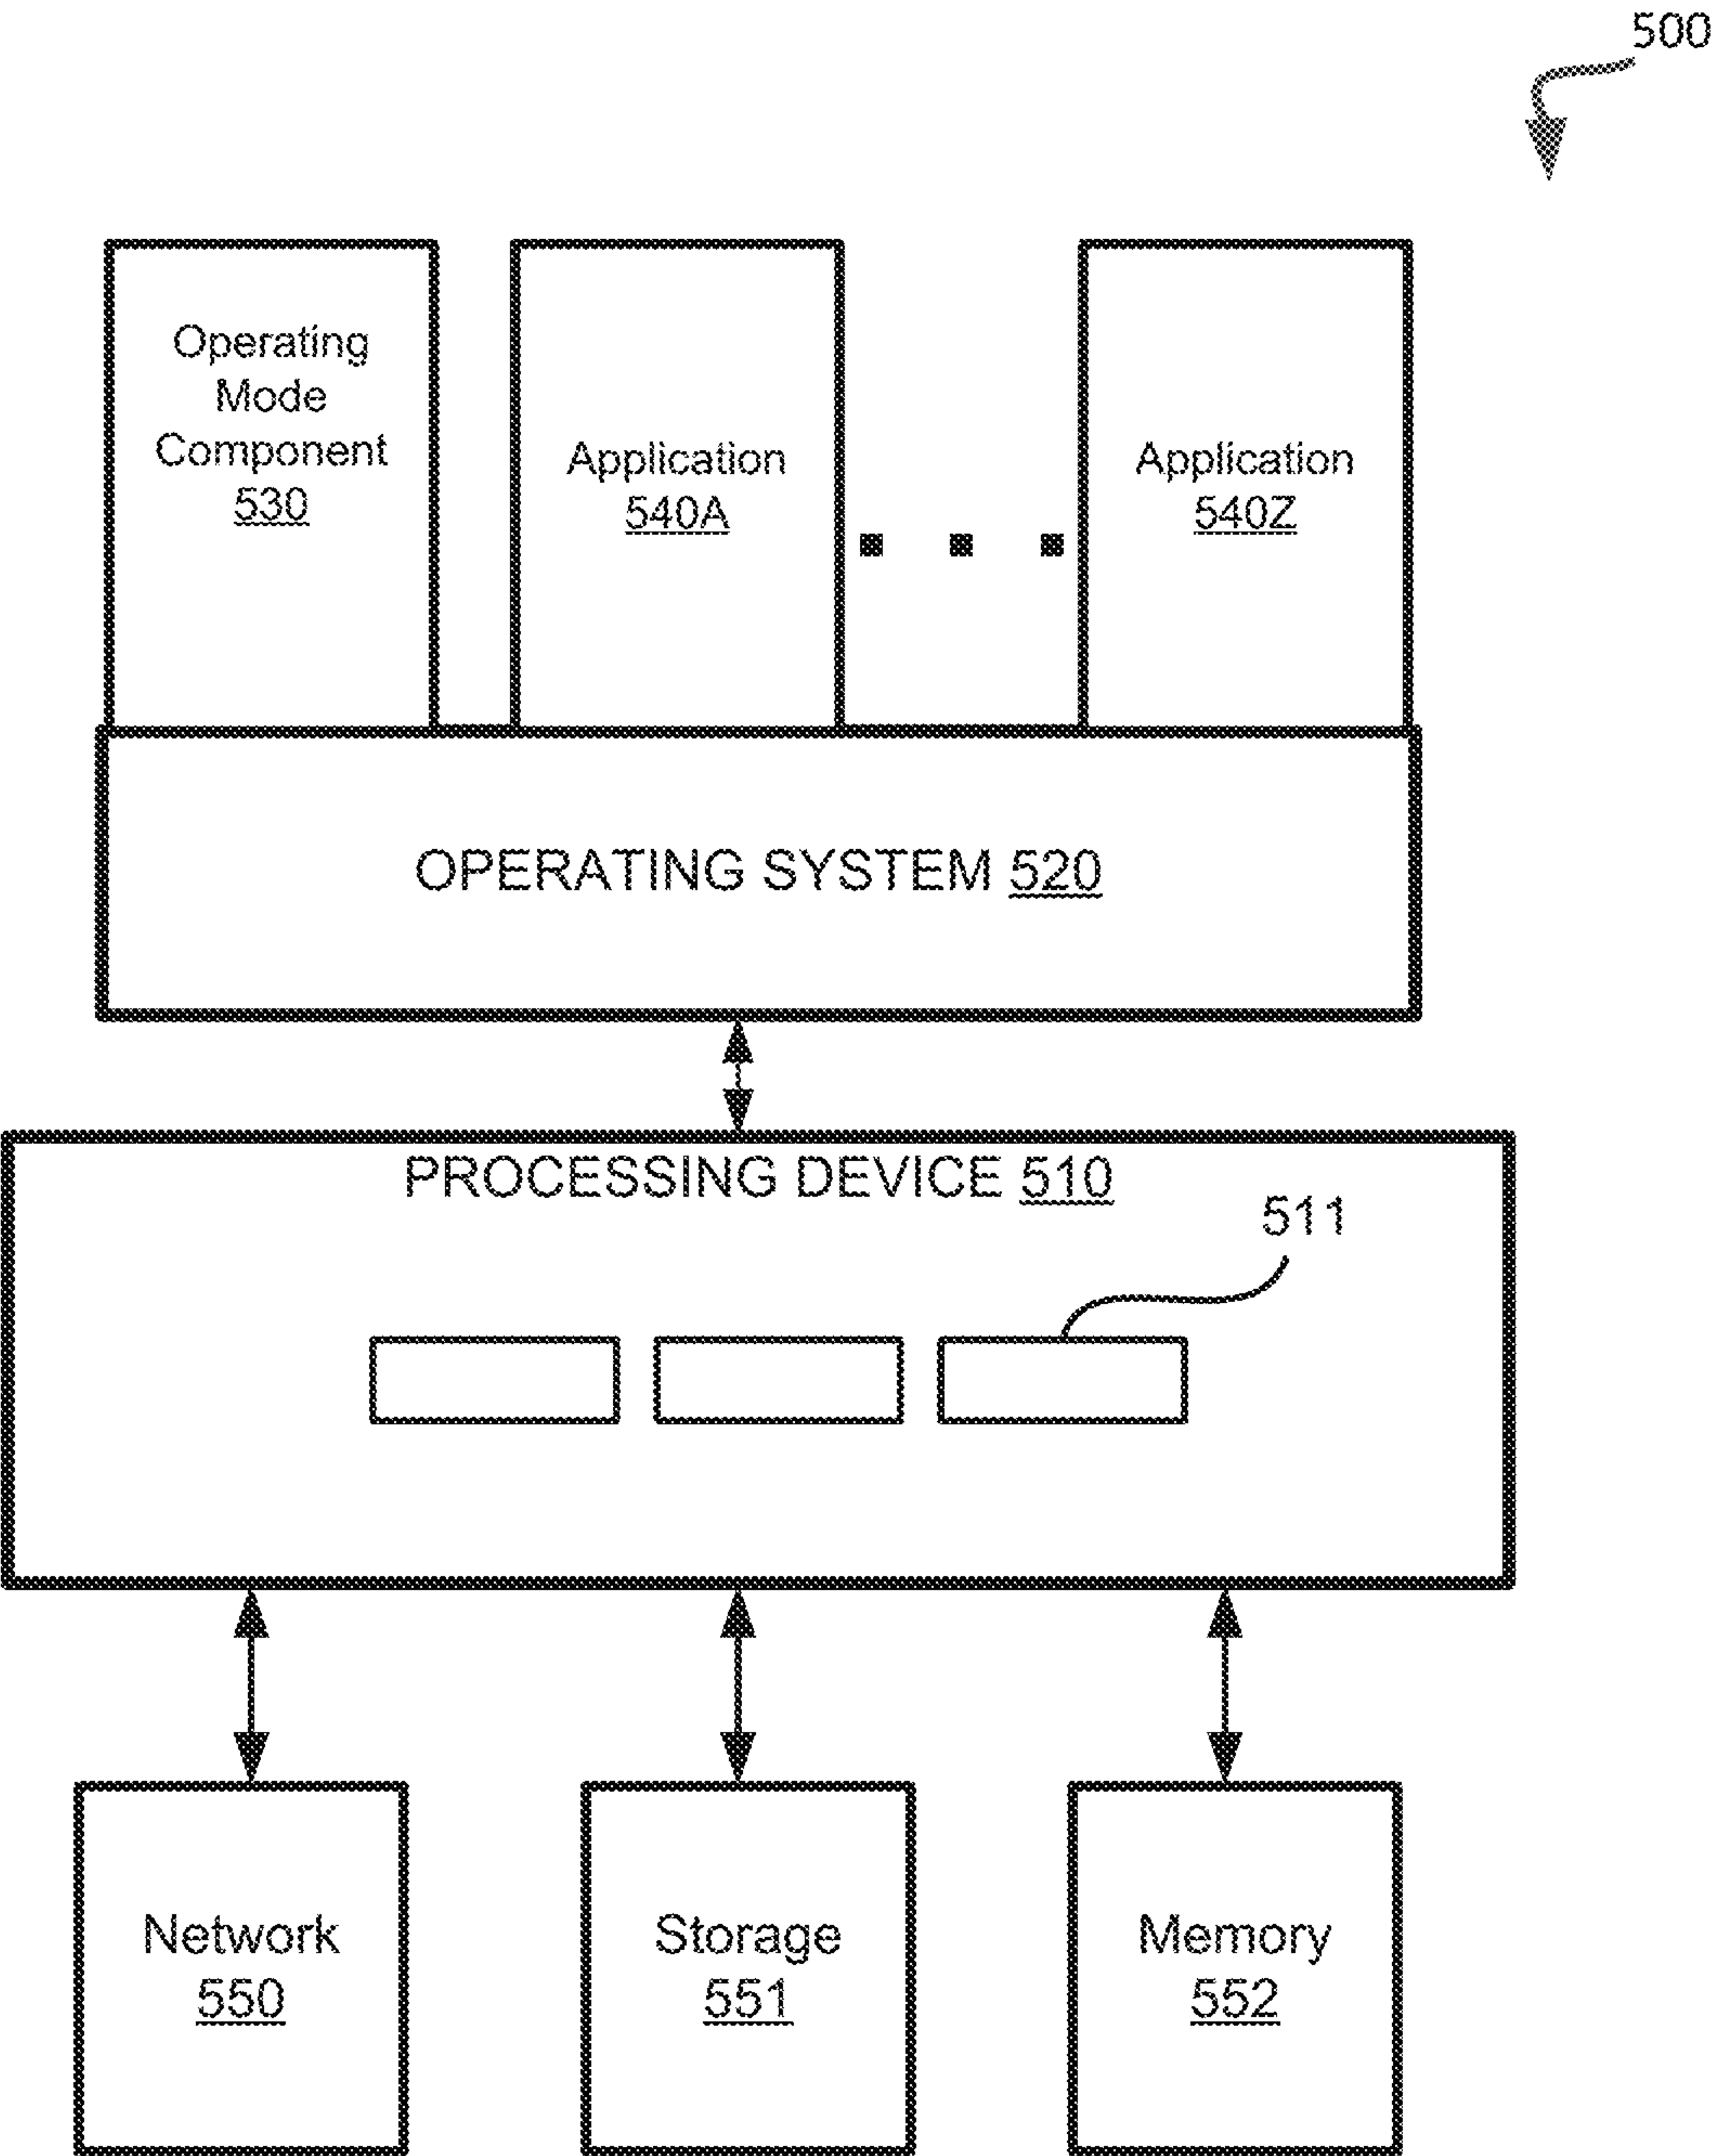 500
Operating
Mode
Component
530
Application
540A
Application
540Z
OPERATING SYSTEM 520
PROCESSING DEVICE 510
511
Network
550
Storage
551
Memory
552